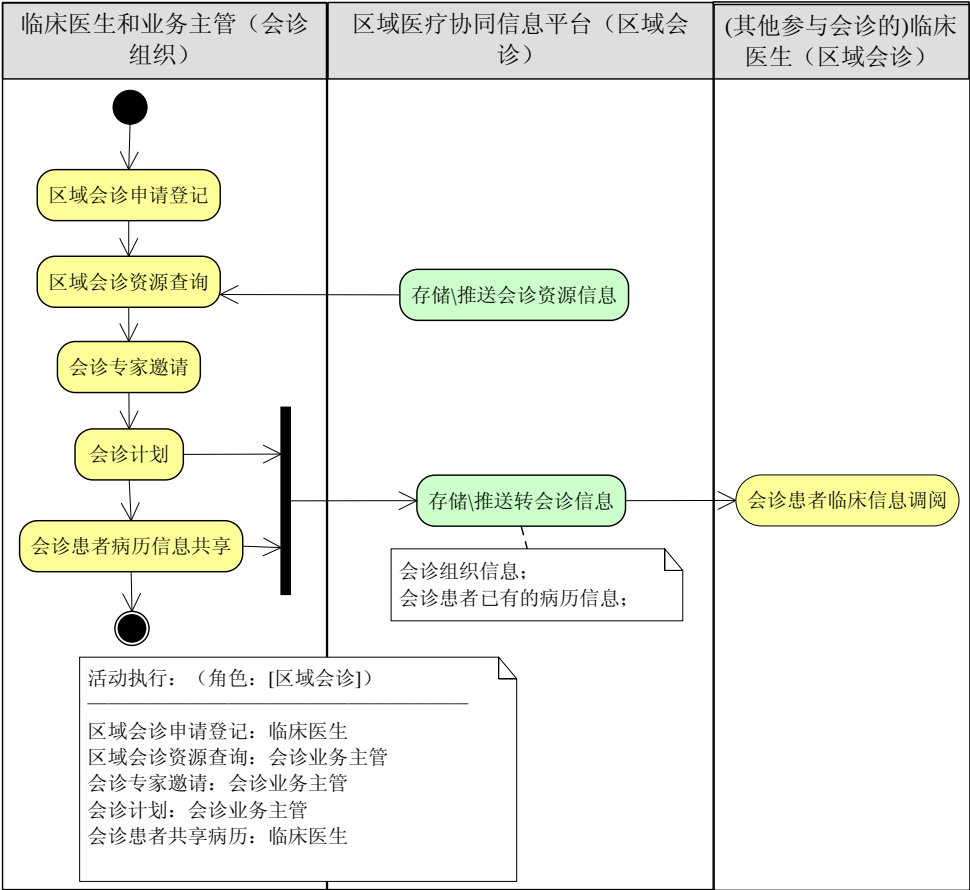 临床医生和业务主管（会诊
组织）
区域医疗协同信息平台（区域会
诊）
(其他参与会诊的)临床
医生（区域会诊）
区域会诊申请登记
区域会诊资源查询
存储\推送会诊资源信息
会诊专家邀请
会诊计划
存储\推送转会诊信息
会诊患者临床信息调阅
会诊患者病历信息共享
会诊组织信息；
会诊患者已有的病历信息；
活动执行：（角色：[区域会诊]）
区域会诊申请登记：临床医生
区域会诊资源查询：会诊业务主管
会诊专家邀请：会诊业务主管
会诊计划：会诊业务主管
会诊患者共享病历：临床医生